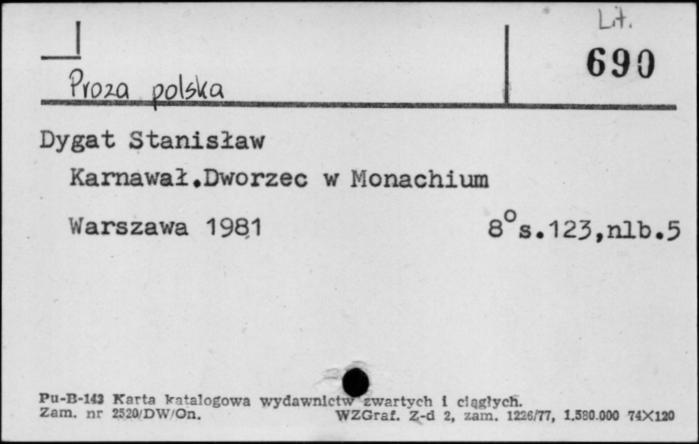 Lit.
690
Proza polska
Dygat Stanisław
Karnawał.Dworzec w Monachium
Warszawa 1981 8° s.123,nlb.5
Pu-B-143 Karta katalogowa wydawnictw zwartych i ciągłych.
Zam. nr 2520/DW/On. WZGraf. Z-d 2, zam. 1226/77, 1.580.000 74X120